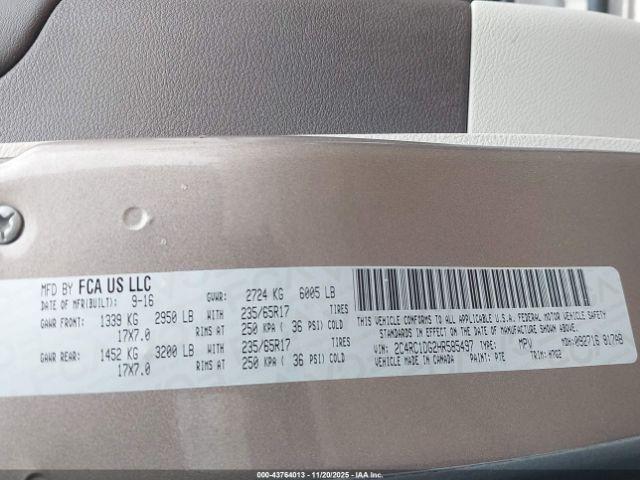 MFD BY FCA US LLC
DATE OF MFR(BUILT): 9-16 GVWR: 2724 KG 6005 LB
GAWR FRONT: 1339 KG 2950 LB WITH 235/65R17 TIRES
17X7.0 RIMS AT 250 KPA ( 36 PSI) COLD
GAWR REAR: 1452 KG 3200 LB WITH 235/65R17 TIRES
17X7.0 RIMS AT 250 KPA ( 36 PSI) COLD
THIS VEHICLE CONFORMS TO ALL APPLICABLE U.S.A. FEDERAL MOTOR VEHICLE SAFETY
STANDARDS IN EFFECT ON THE DATE OF MANUFACTURE SHOWN ABOVE.
VIN: 2C4RC1DG2HR585497 TYPE: MPV MDH: 092716
VEHICLE MADE IN CANADA PAINT: PTE TRIM:
00-43764013 — 11/20/2025 — IAA Inc.